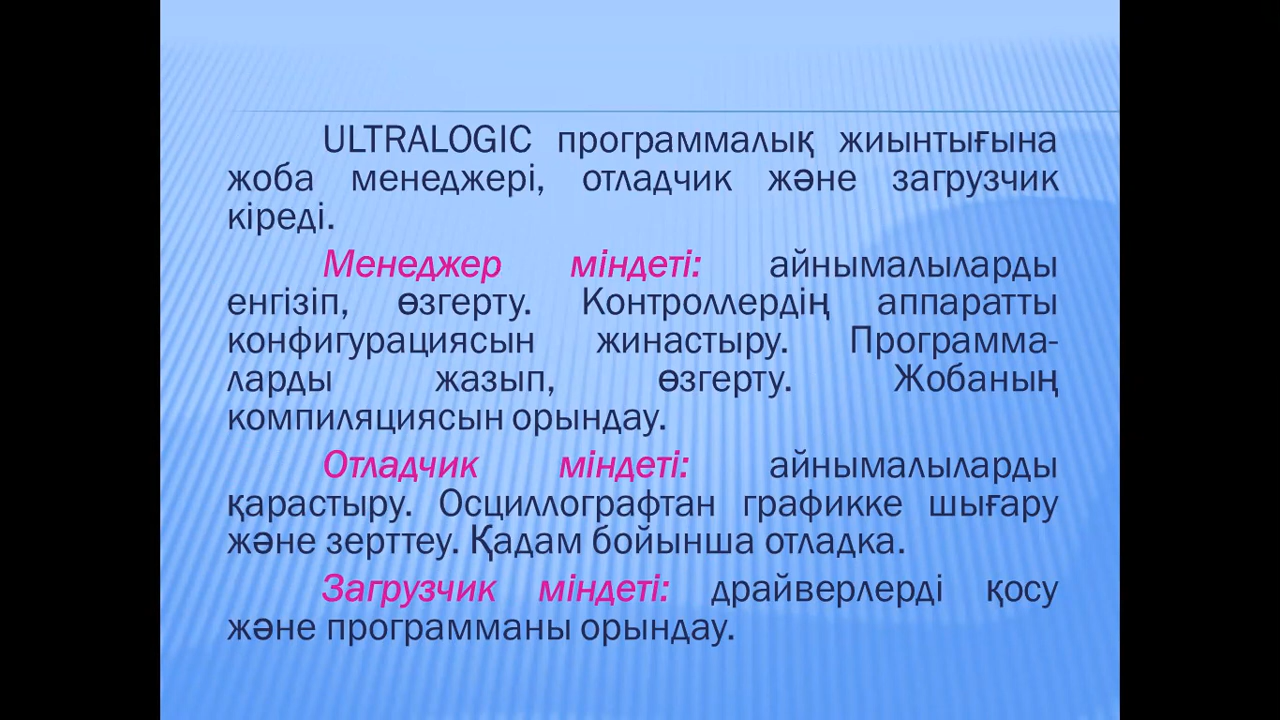 ULTRALOGIC программалық жиынтығына
жоба менеджері, отладчик және загрузчик
кіреді.
Менеджер міндеті: айнымалыларды
енгізіп, өзгерту. Контроллердің аппаратты
конфигурациясын жинастыру. Программа-
ларды жазып, өзгерту. Жобаның
компиляциясын орындау.
Отладчик міндеті: айнымалыларды
қарастыру. Осциллографтан графикке шығару
және зерттеу. Қадам бойынша отладка.
Загрузчик міндеті: драйверлерді қосу
және программаны орындау.